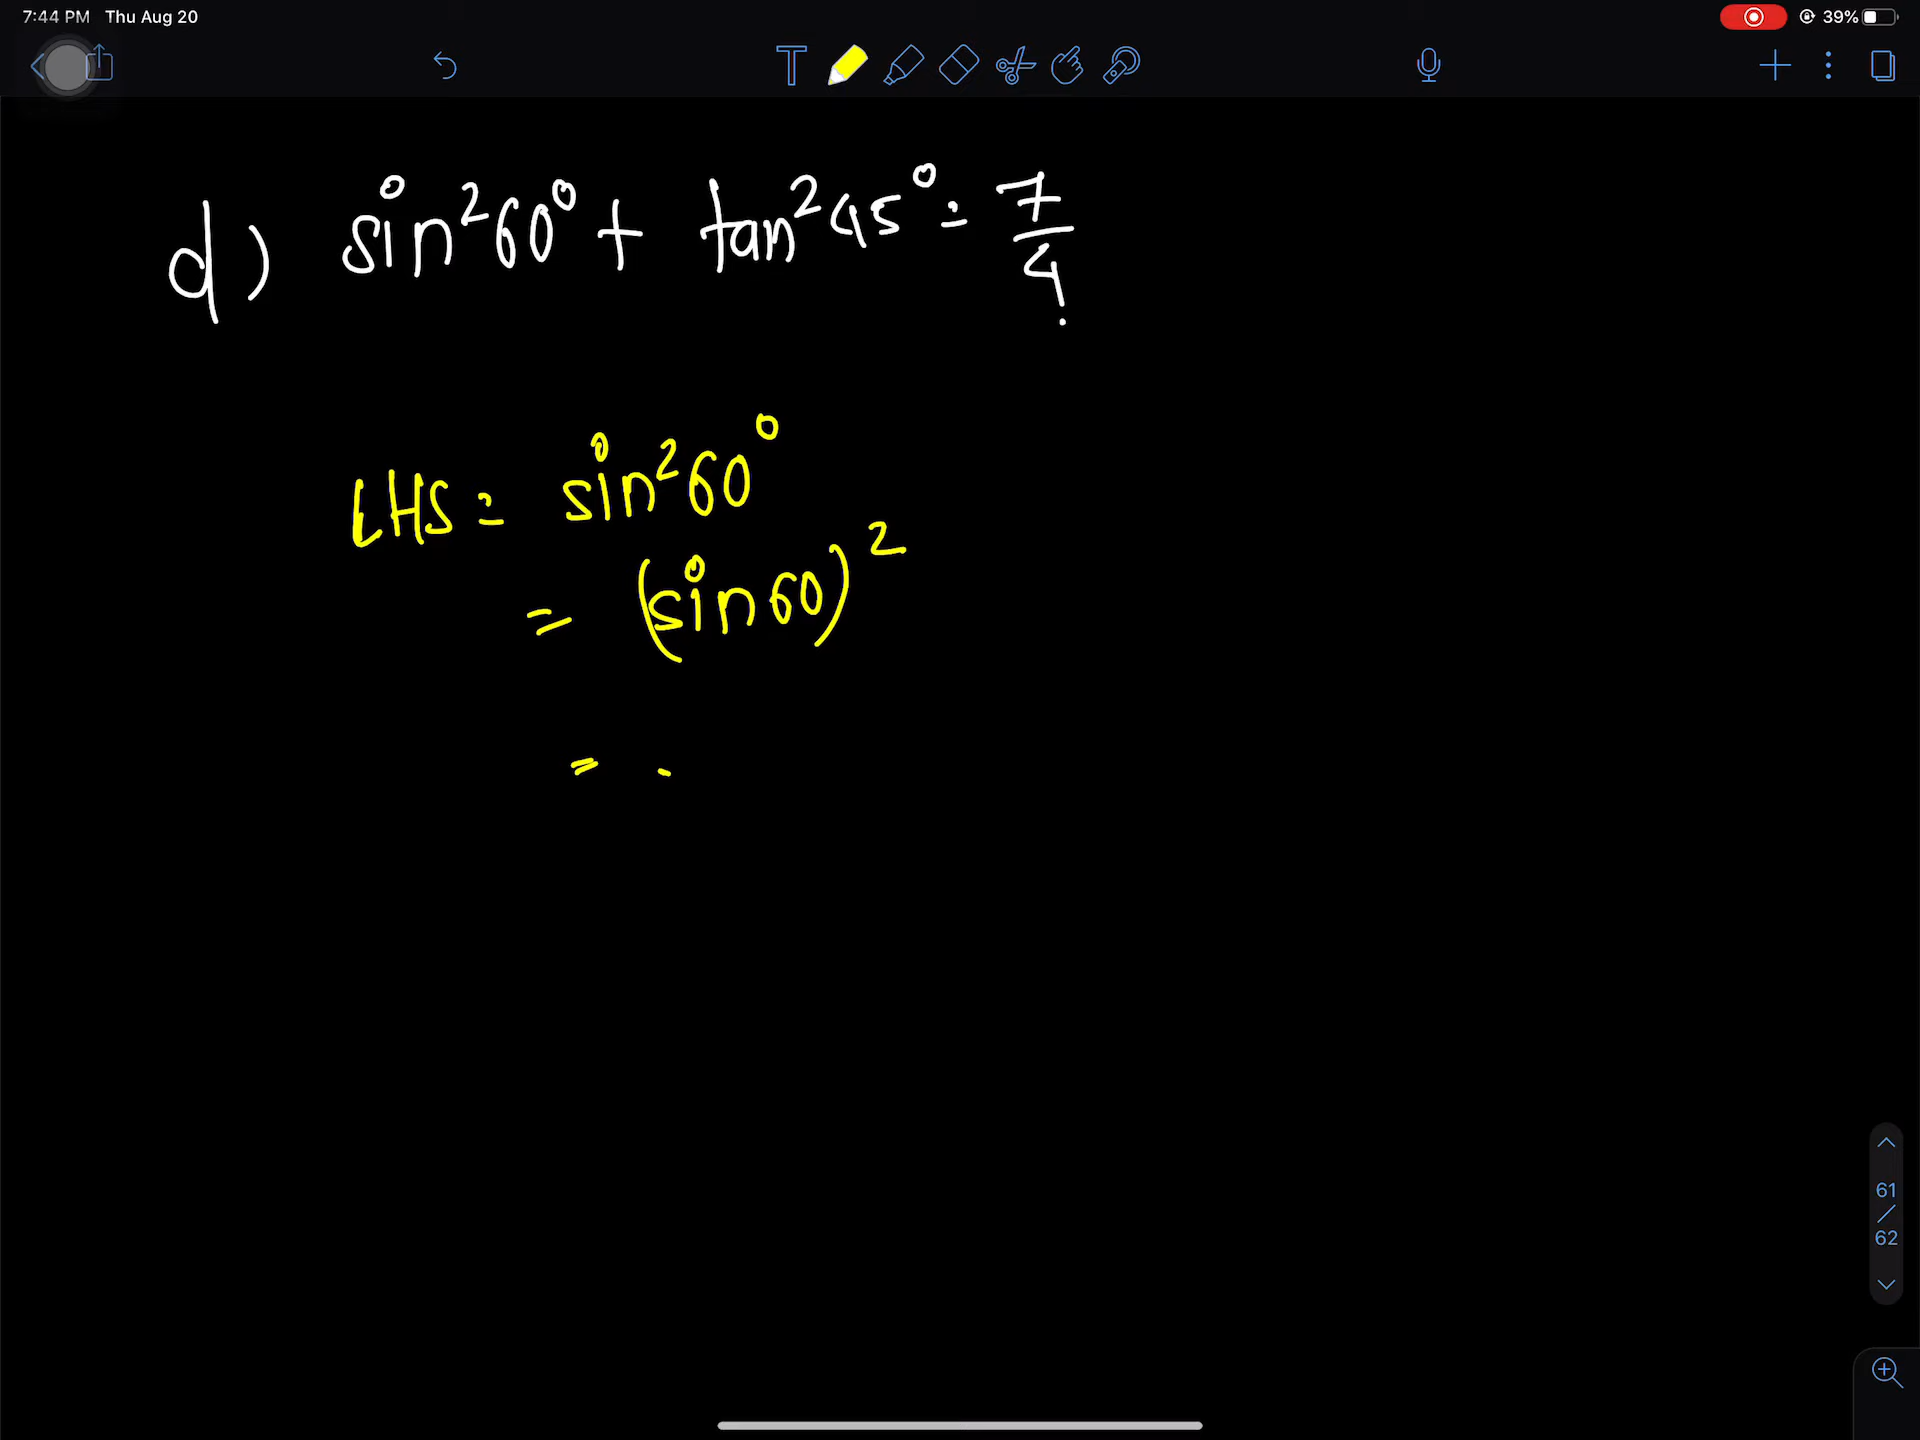 7:44 PM Thu Aug 20
39%
T
d) sin²60° + tan²45° = 7/4
LHS = sin²60°
= (sin60)²
=
61
/
62